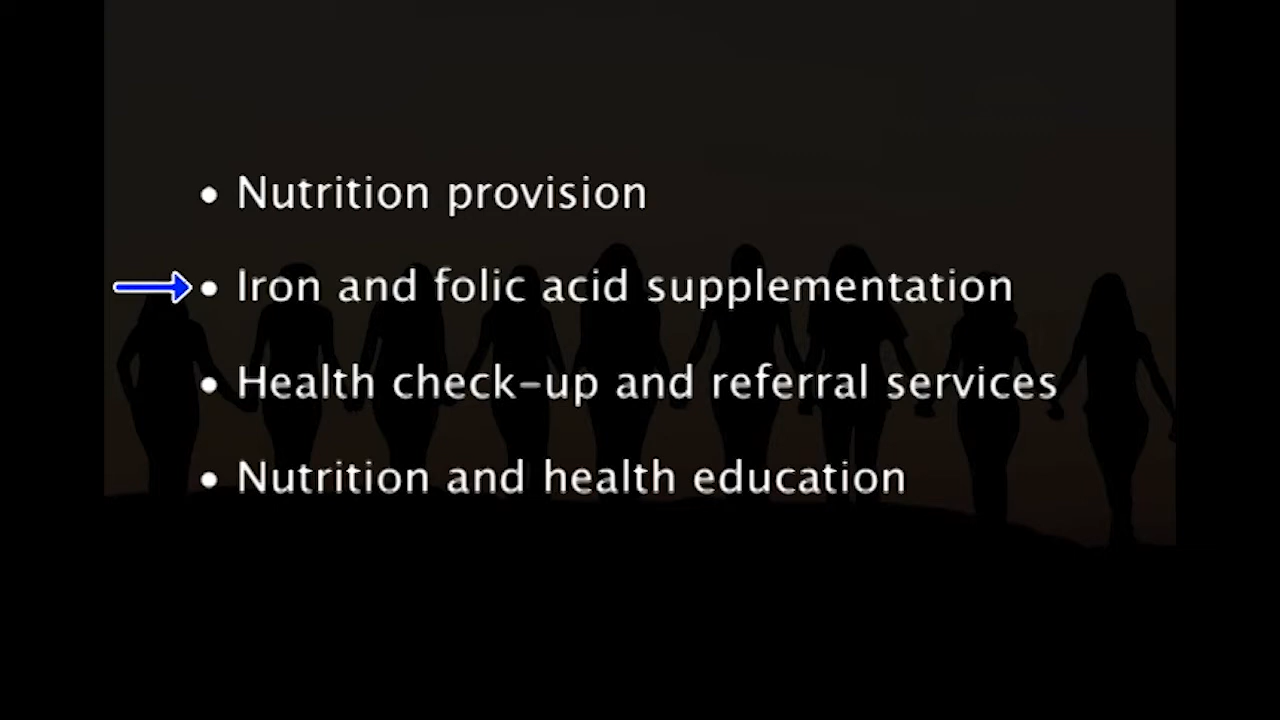 • Nutrition provision
• Iron and folic acid supplementation
• Health check-up and referral services
• Nutrition and health education